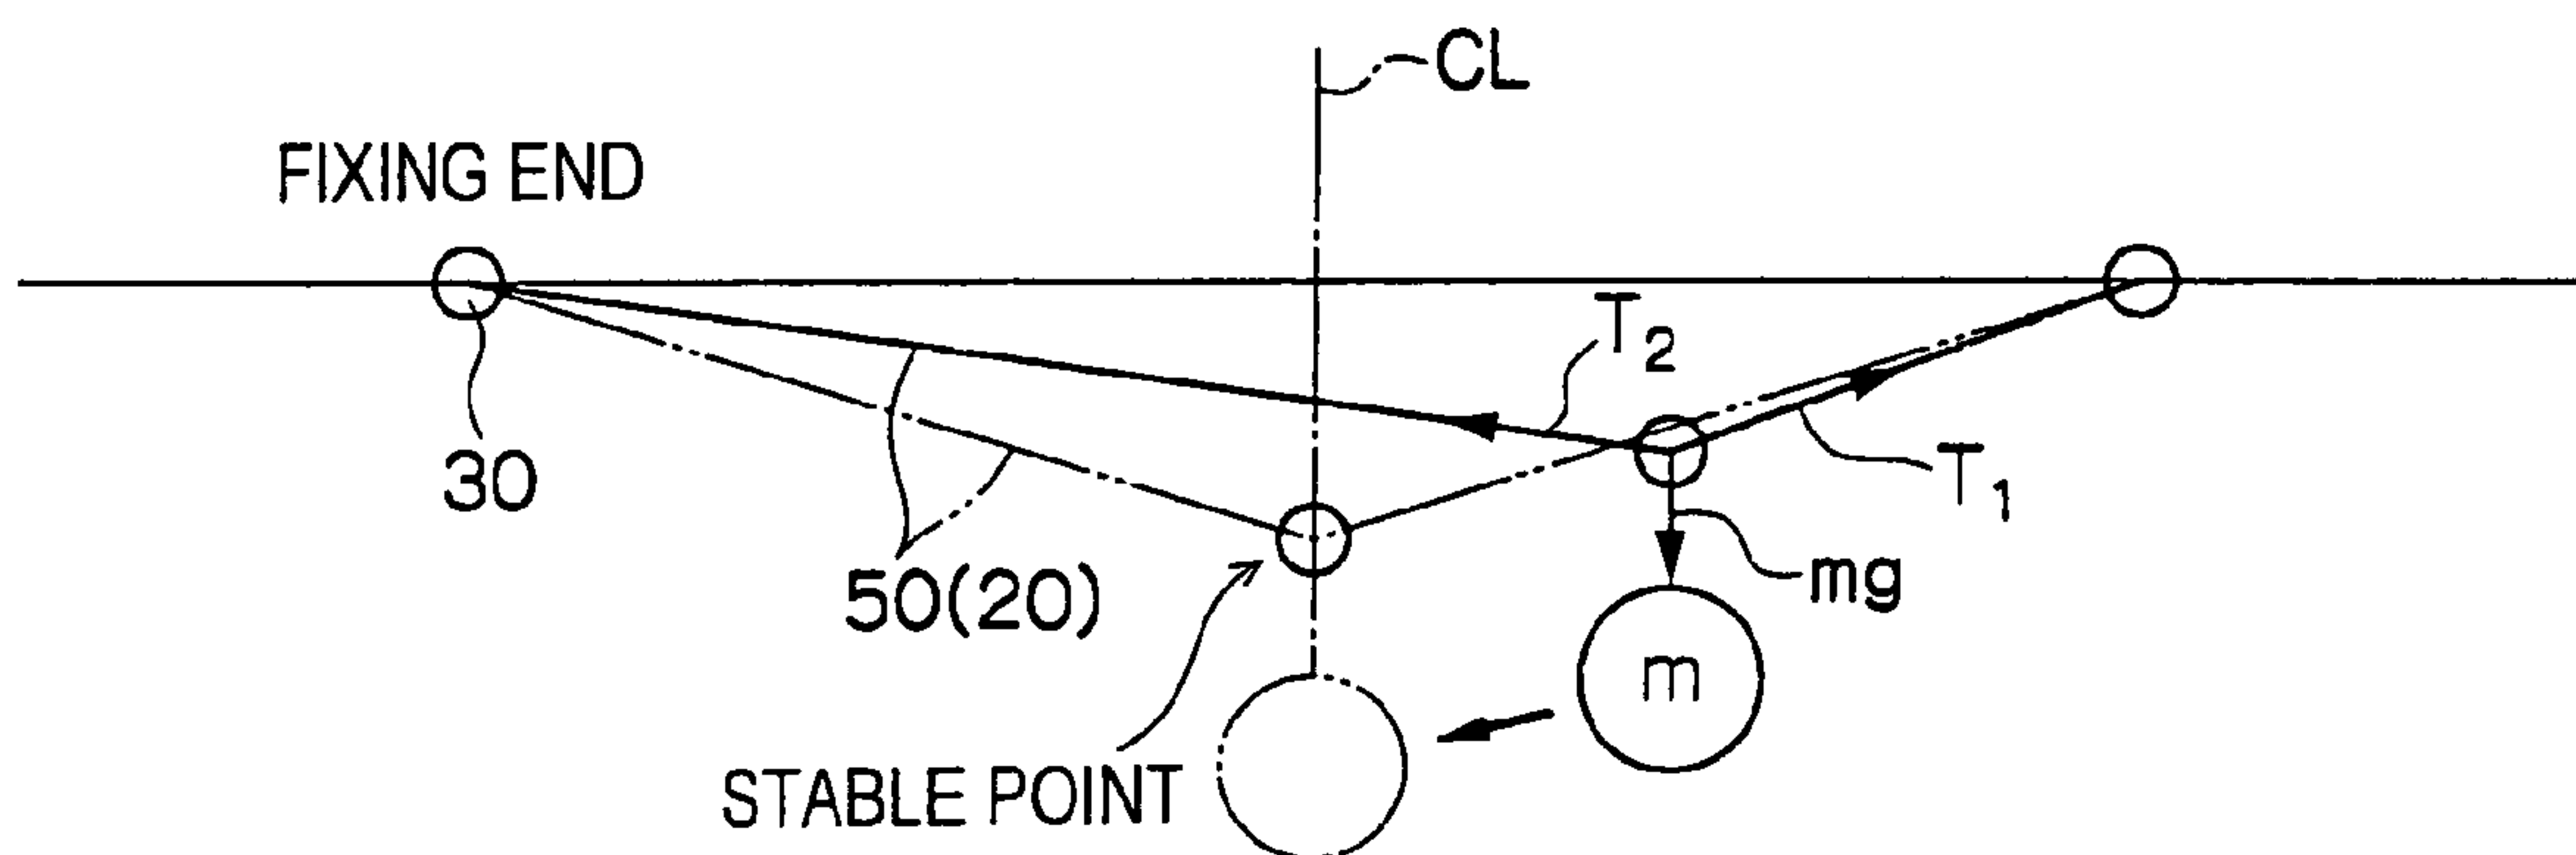 CL
FIXING END
T2
30
T1
mg
50(20)
m
STABLE POINT